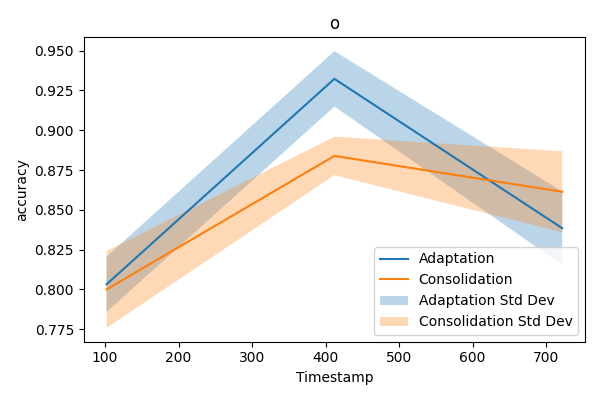 o
accuracy
0.950
0.925
0.900
0.875
0.850
0.825
0.800
0.775
100 200 300 400 500 600 700
Timestamp
Adaptation
Consolidation
Adaptation Std Dev
Consolidation Std Dev